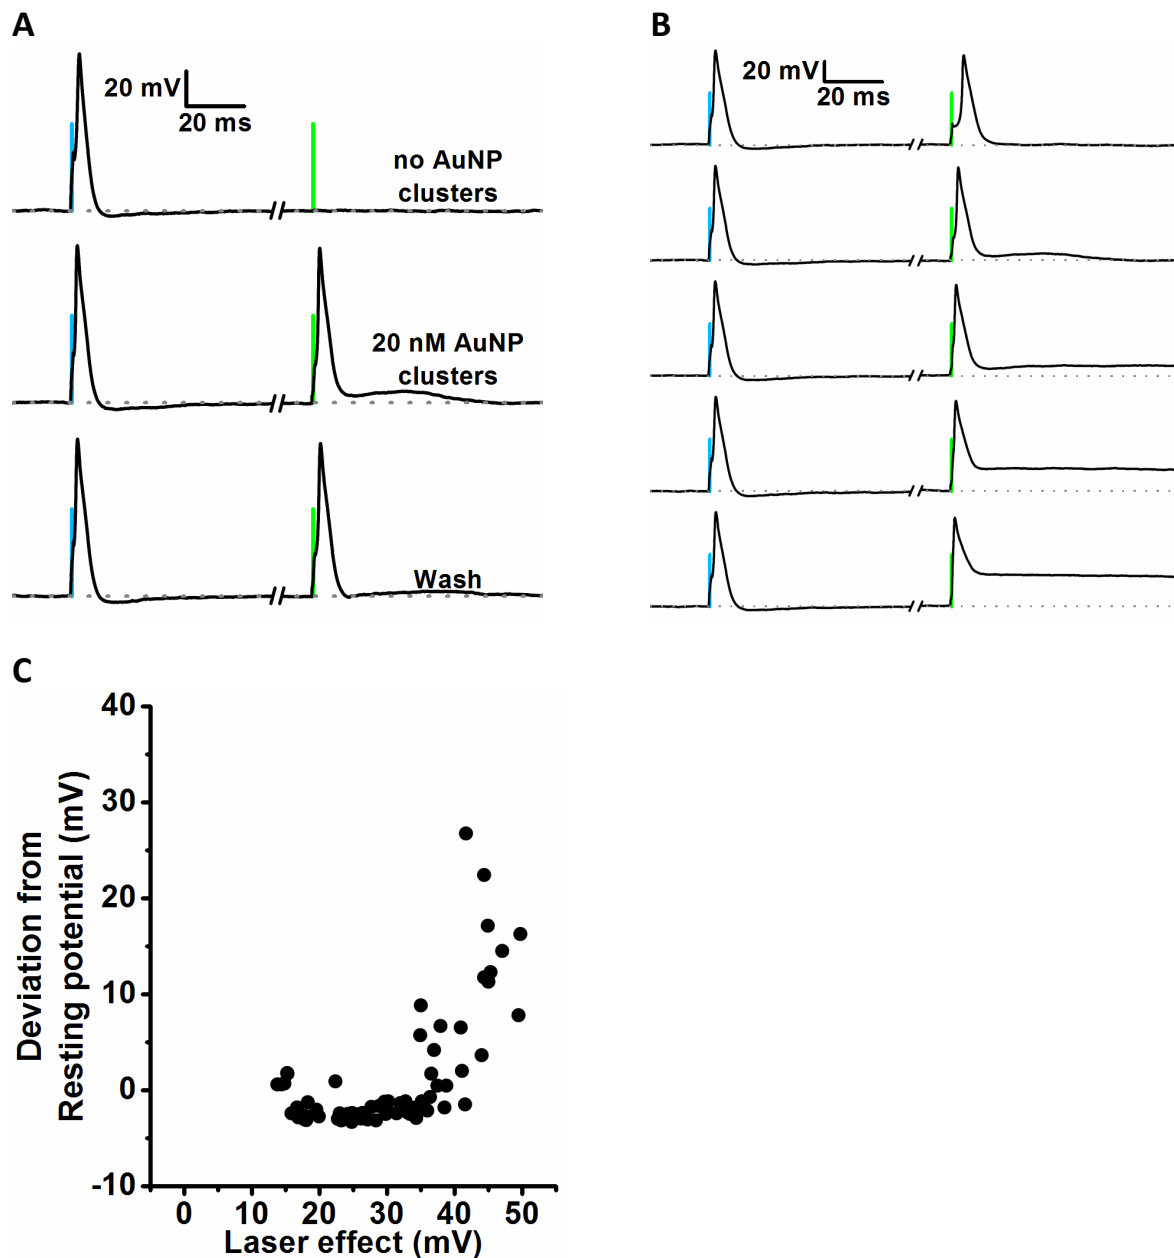 A
20 mV
20 ms
no AuNP
clusters
20 nM AuNP
clusters
Wash
B
20 mV
20 ms
C
40
30
20
10
0
-10
Deviation from
Resting potential (mV)
0 10 20 30 40 50
Laser effect (mV)